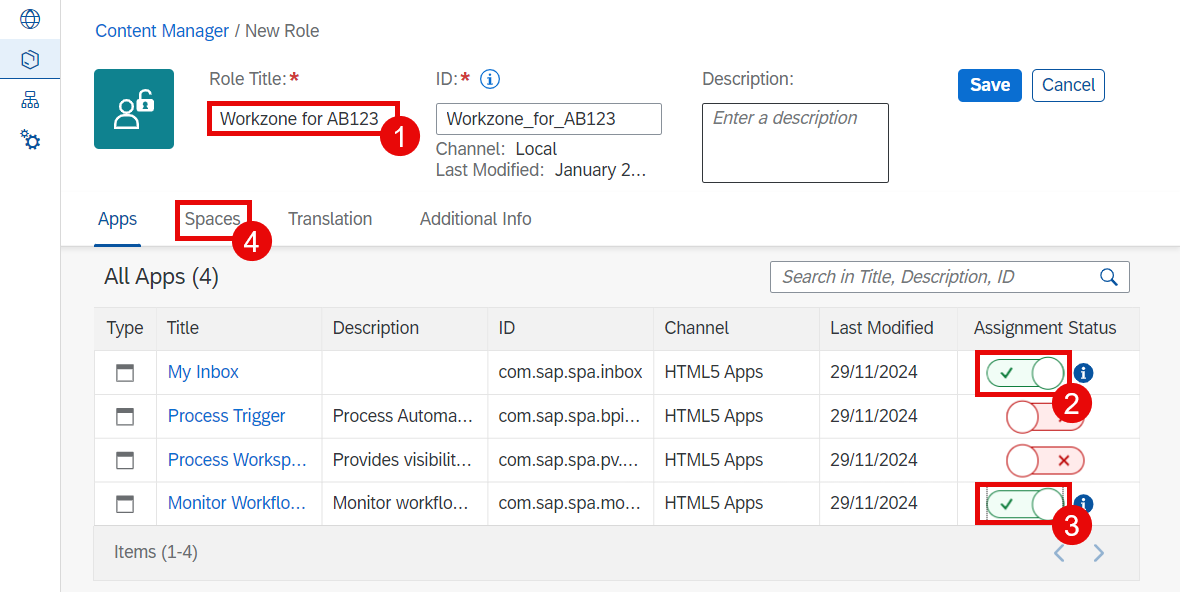 Content Manager / New Role
Role Title:*
ID:*
Description:
Save
Cancel
Workzone for AB123
1
Workzone_for_AB123
Enter a description
Channel: Local
Last Modified: January 2...
Apps
Spaces
4
Translation
Additional Info
All Apps (4)
Search in Title, Description, ID
Type Title Description ID Channel Last Modified Assignment Status
My Inbox com.sap.spa.inbox HTML5 Apps 29/11/2024
2
Process Trigger Process Automa... com.sap.spa.bpi... HTML5 Apps 29/11/2024
Process Worksp... Provides visibilit... com.sap.spa.pv.... HTML5 Apps 29/11/2024
Monitor Workflo... Monitor workflo... com.sap.spa.mo... HTML5 Apps 29/11/2024
3
Items (1-4)